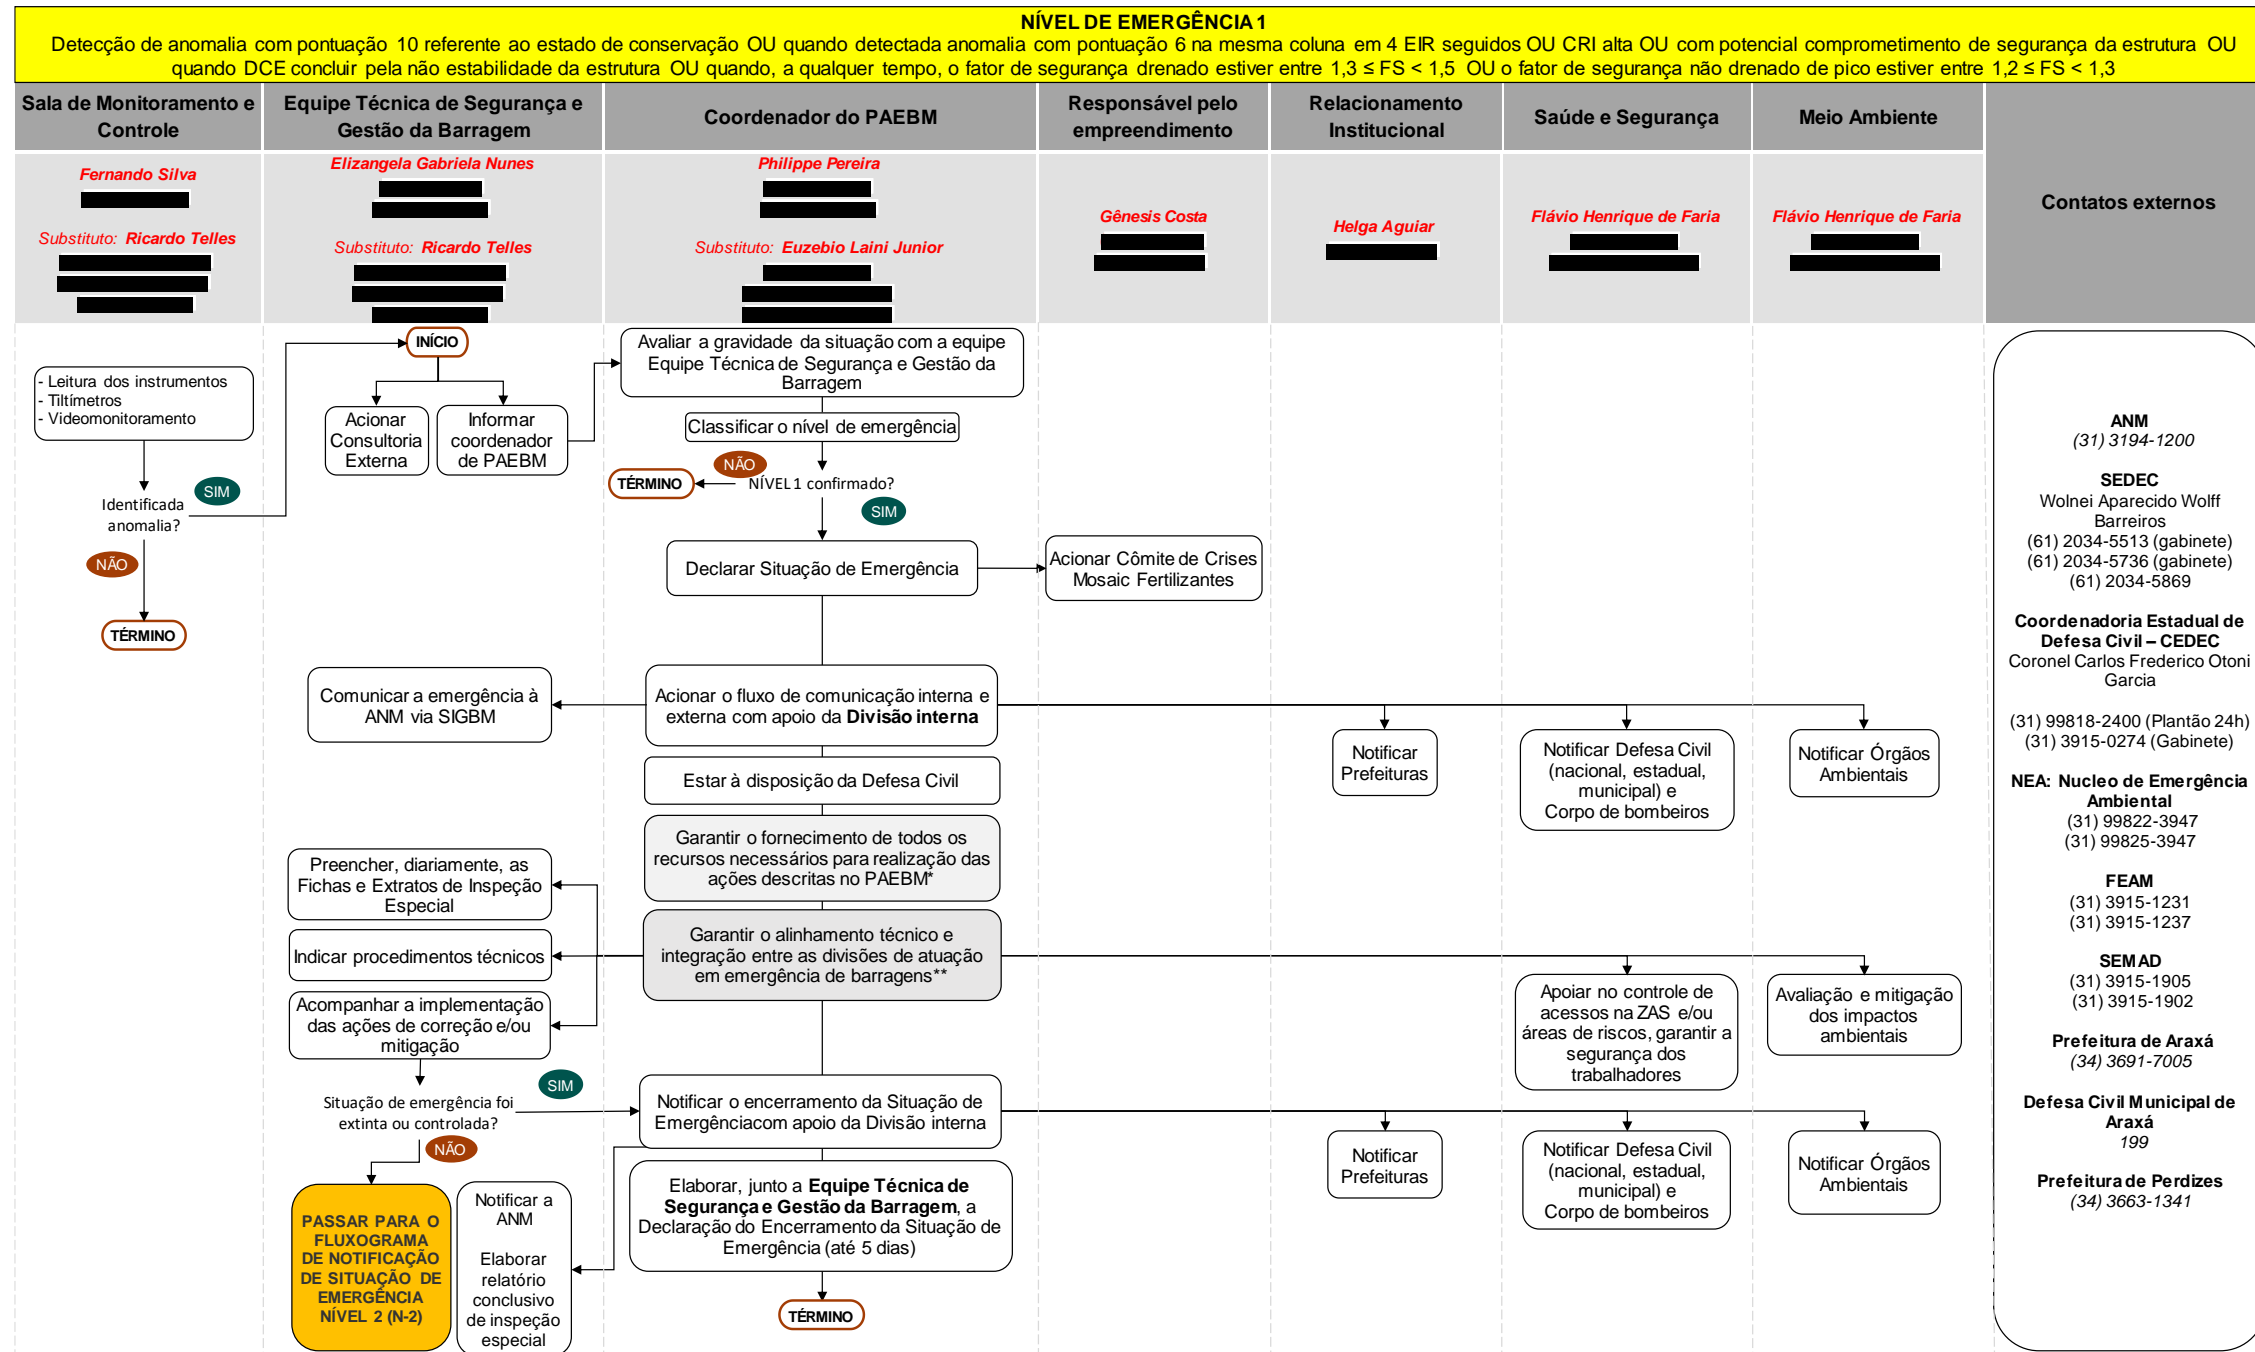 NÍVEL DE EMERGÊNCIA 1
Detecção de anomalia com pontuação 10 referente ao estado de conservação OU quando detectada anomalia com pontuação 6 na mesma coluna em 4 EIR seguidos OU CRI alta OU com potencial comprometimento de segurança da estrutura OU
quando DCE concluir pela não estabilidade da estrutura OU quando, a qualquer tempo, o fator de segurança drenado estiver entre 1,3 ≤ FS < 1,5 OU o fator de segurança não drenado de pico estiver entre 1,2 ≤ FS < 1,3
Sala de Monitoramento e
Controle
Equipe Técnica de Segurança e
Gestão da Barragem
Coordenador do PAEBM
Responsável pelo
empreendimento
Relacionamento
Institucional
Saúde e Segurança
Meio Ambiente
Contatos externos
Fernando Silva
Substituto: Ricardo Telles
Elizangela Gabriela Nunes
Substituto: Ricardo Telles
Philippe Pereira
Substituto: Euzebio Laini Junior
Gênesis Costa
Helga Aguiar
Flávio Henrique de Faria
Flávio Henrique de Faria
- Leitura dos instrumentos
- Tiltímetros
- Videomonitoramento
Identificada
anomalia?
SIM
NÃO
TÉRMINO
INÍCIO
Acionar
Consultoria
Externa
Informar
coordenador
de PAEBM
Avaliar a gravidade da situação com a equipe
Equipe Técnica de Segurança e Gestão da
Barragem
Classificar o nível de emergência
NÃO
TÉRMINO
NÍVEL 1 confirmado?
SIM
Declarar Situação de Emergência
Acionar Cômite de Crises
Mosaic Fertilizantes
Comunicar a emergência à
ANM via SIGBM
Acionar o fluxo de comunicação interna e
externa com apoio da Divisão interna
Notificar
Prefeituras
Notificar Defesa Civil
(nacional, estadual,
municipal) e
Corpo de bombeiros
Notificar Órgãos
Ambientais
Estar à disposição da Defesa Civil
Garantir o fornecimento de todos os
recursos necessários para realização das
ações descritas no PAEBM*
Preencher, diariamente, as
Fichas e Extratos de Inspeção
Especial
Indicar procedimentos técnicos
Acompanhar a implementação
das ações de correção e/ou
mitigação
Garantir o alinhamento técnico e
integração entre as divisões de atuação
em emergência de barragens**
Apoiar no controle de
acessos na ZAS e/ou
áreas de riscos, garantir a
segurança dos
trabalhadores
Avaliação e mitigação
dos impactos
ambientais
Situação de emergência foi
extinta ou controlada?
SIM
NÃO
Notificar o encerramento da Situação de
Emergênciacom apoio da Divisão interna
Notificar
Prefeituras
Notificar Defesa Civil
(nacional, estadual,
municipal) e
Corpo de bombeiros
Notificar Órgãos
Ambientais
PASSAR PARA O
FLUXOGRAMA
DE NOTIFICAÇÃO
DE SITUAÇÃO DE
EMERGÊNCIA
NÍVEL 2 (N-2)
Notificar a
ANM
Elaborar
relatório
conclusivo
de inspeção
especial
Elaborar, junto a Equipe Técnica de
Segurança e Gestão da Barragem, a
Declaração do Encerramento da Situação de
Emergência (até 5 dias)
TÉRMINO
ANM
(31) 3194-1200
SEDEC
Wolnei Aparecido Wolff
Barreiros
(61) 2034-5513 (gabinete)
(61) 2034-5736 (gabinete)
(61) 2034-5869
Coordenadoria Estadual de
Defesa Civil – CEDEC
Coronel Carlos Frederico Otoni
Garcia
(31) 99818-2400 (Plantão 24h)
(31) 3915-0274 (Gabinete)
NEA: Nucleo de Emergência
Ambiental
(31) 99822-3947
(31) 99825-3947
FEAM
(31) 3915-1231
(31) 3915-1237
SEMAD
(31) 3915-1905
(31) 3915-1902
Prefeitura de Araxá
(34) 3691-7005
Defesa Civil Municipal de
Araxá
199
Prefeitura de Perdizes
(34) 3663-1341